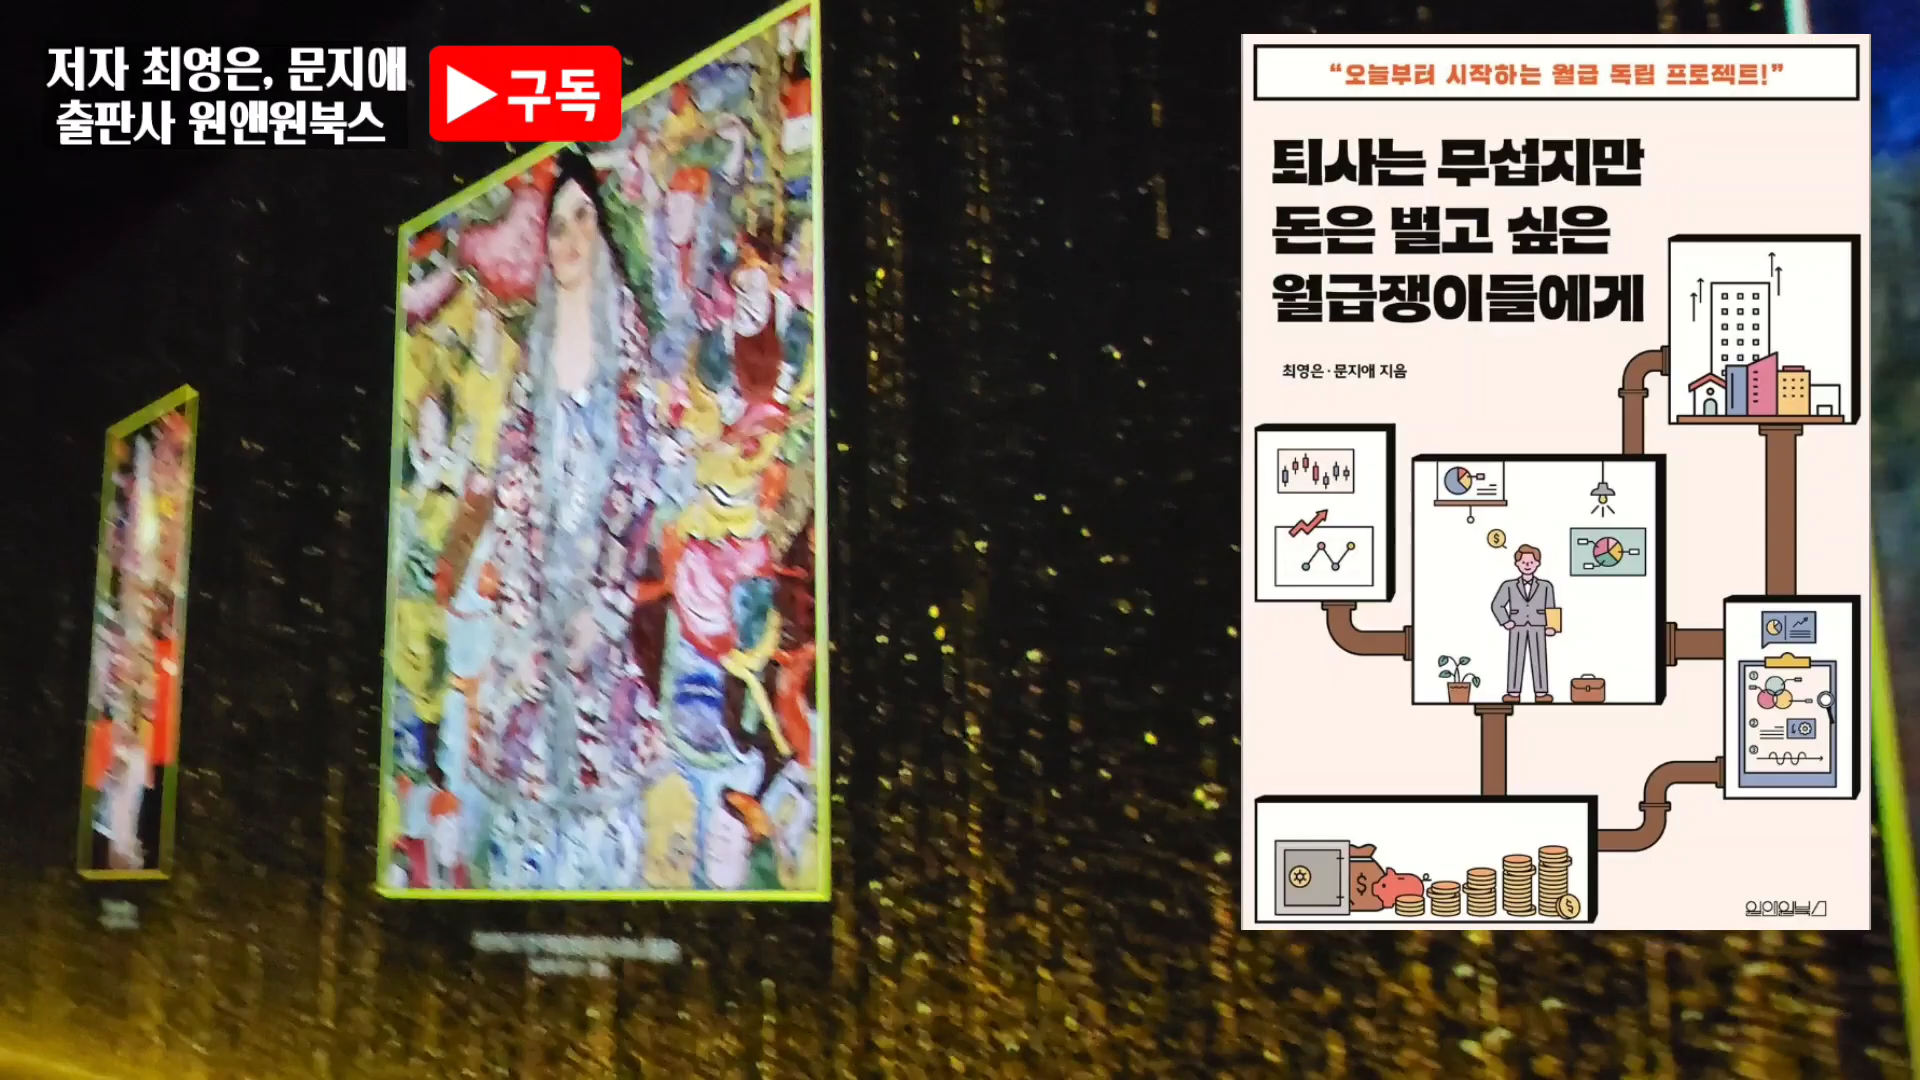 저자 최영은, 문지애
출판사 원앤원북스
구독
“오늘부터 시작하는 월급 독립 프로젝트!”
퇴사는 무섭지만
돈은 벌고 싶은
월급쟁이들에게
최영은·문지애 지음
원앤원북스